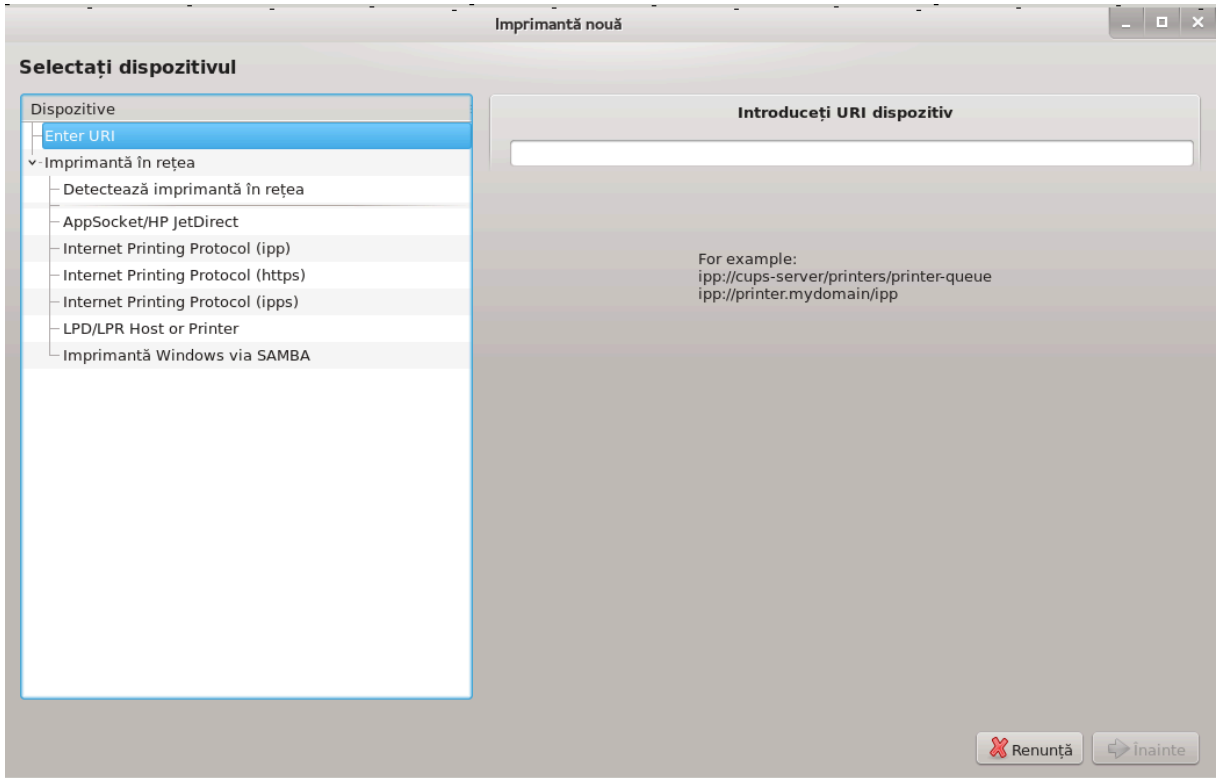 Imprimantă nouă
Selectați dispozitivul
Dispozitive
Enter URI
Imprimantă în rețea
Detectează imprimantă în rețea
AppSocket/HP JetDirect
Internet Printing Protocol (ipp)
Internet Printing Protocol (https)
Internet Printing Protocol (ipps)
LPD/LPR Host or Printer
Imprimantă Windows via SAMBA
Introduceți URI dispozitiv
For example:
ipp://cups-server/printers/printer-queue
ipp://printer.mydomain/ipp
Renunță
Înainte